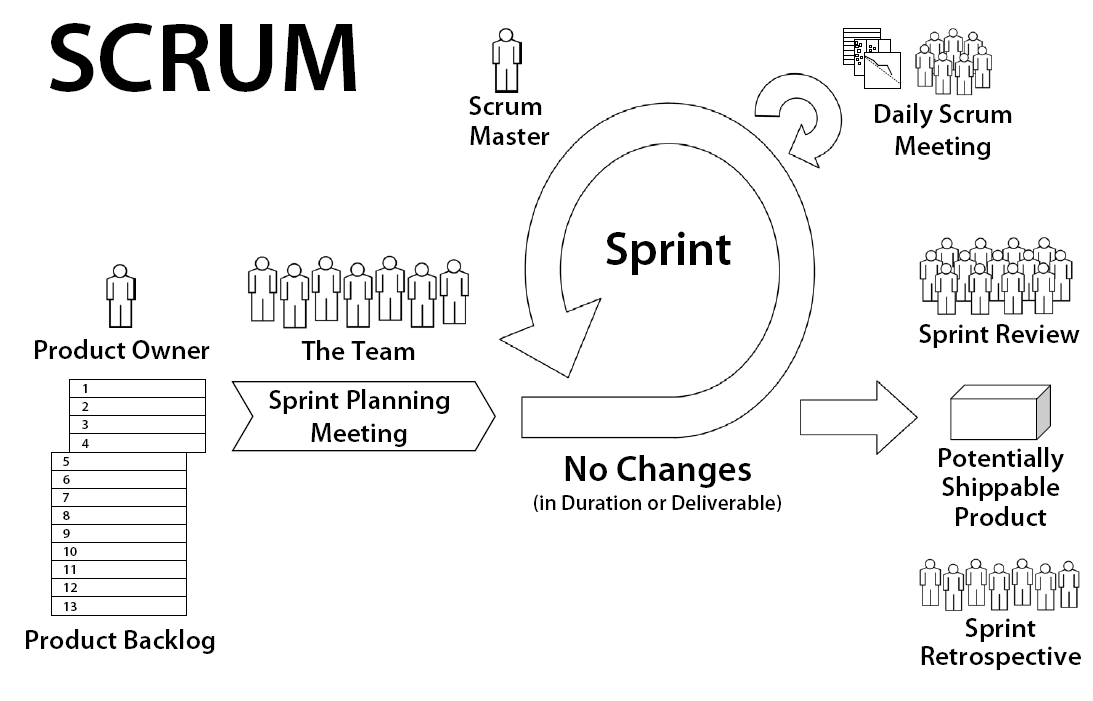 SCRUM
Scrum
Master
Daily Scrum
Meeting
Sprint
Product Owner
The Team
Sprint Review
1
2
3
4
5
6
7
8
9
10
11
12
13
Product Backlog
Sprint Planning
Meeting
No Changes
(in Duration or Deliverable)
Potentially
Shippable
Product
Sprint
Retrospective